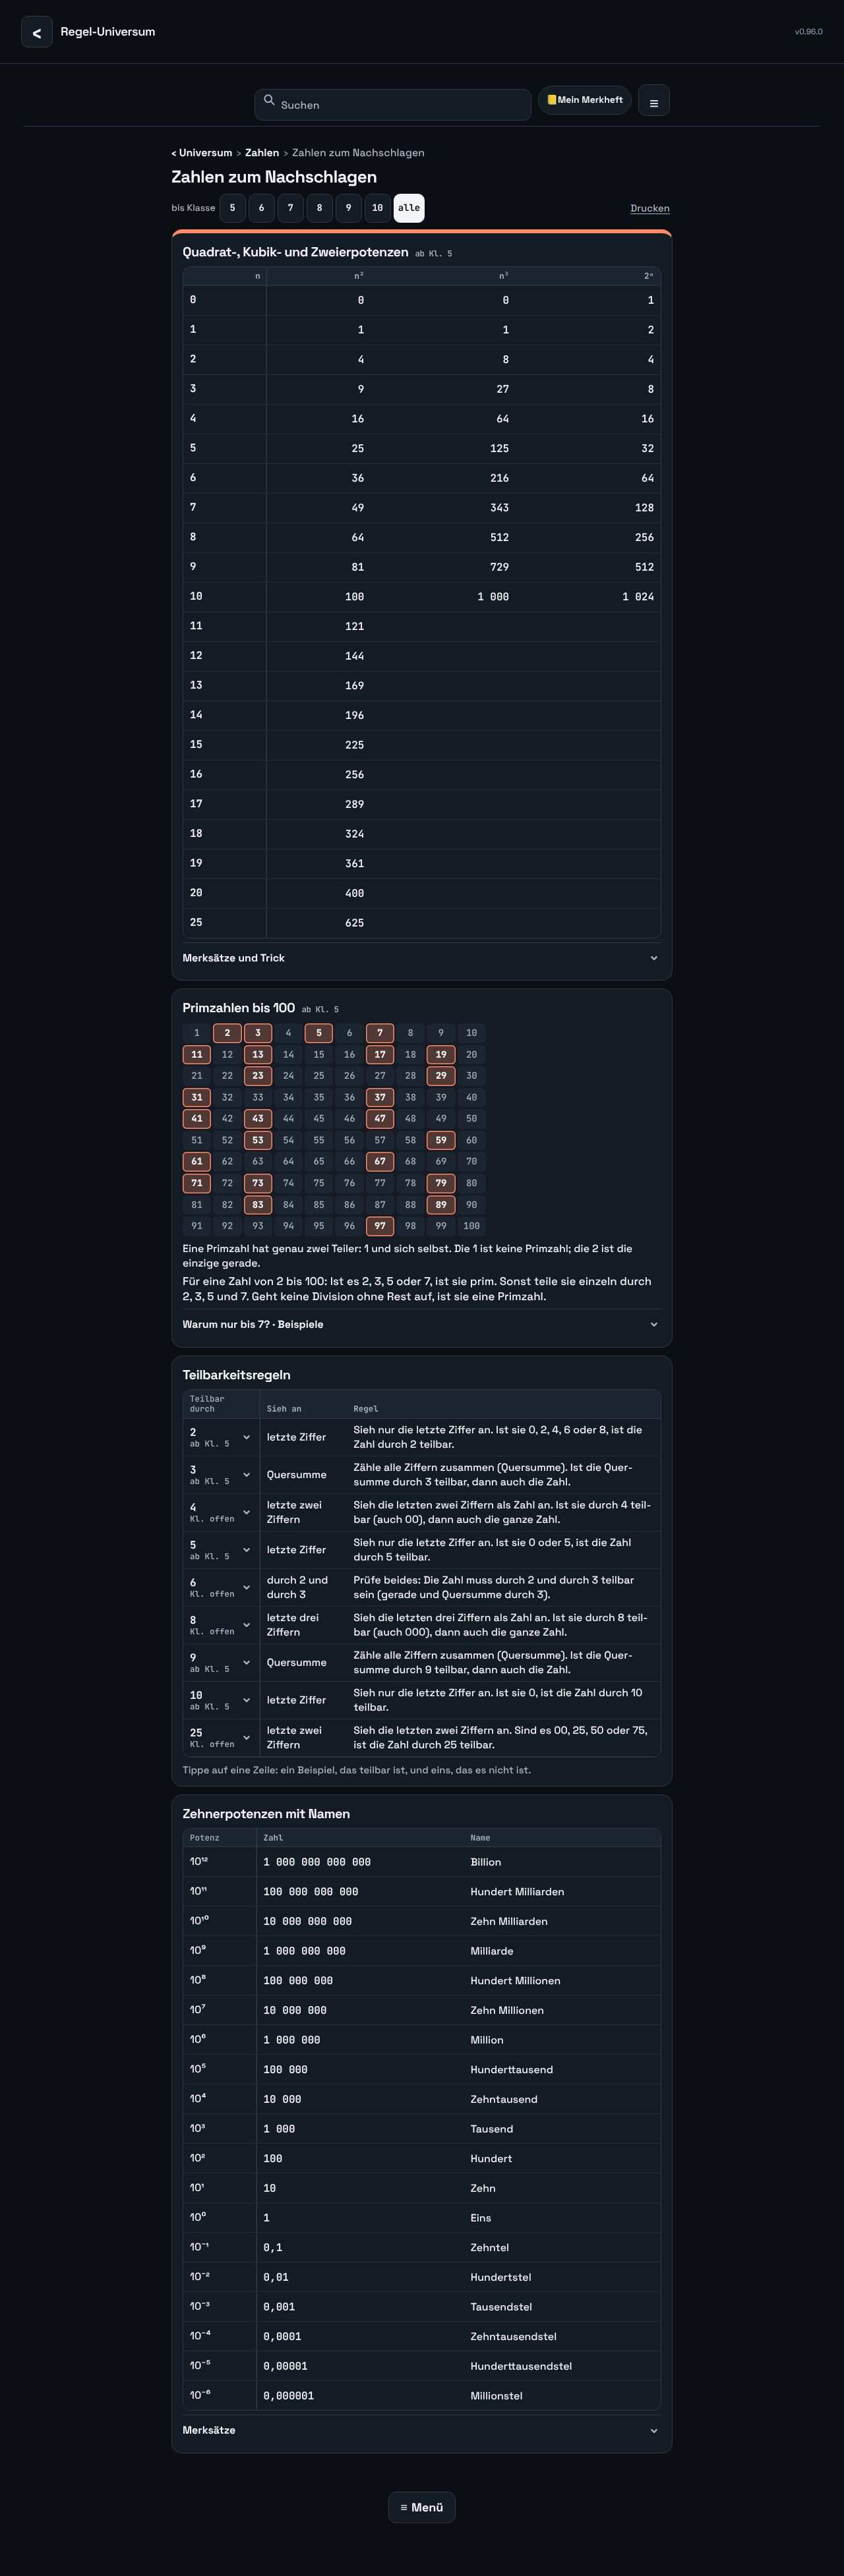 ‹ Regel-Universum v0.96.0
Suchen 📒Mein Merkheft ≡
‹ Universum > Zahlen > Zahlen zum Nachschlagen
Zahlen zum Nachschlagen
bis Klasse 5 6 7 8 9 10 alle Drucken
Quadrat-, Kubik- und Zweierpotenzen ab Kl. 5
n n² n³ 2ⁿ
0 0 0 1
1 1 1 2
2 4 8 4
3 9 27 8
4 16 64 16
5 25 125 32
6 36 216 64
7 49 343 128
8 64 512 256
9 81 729 512
10 100 1 000 1 024
11 121
12 144
13 169
14 196
15 225
16 256
17 289
18 324
19 361
20 400
25 625
Merksätze und Trick
Primzahlen bis 100 ab Kl. 5
1 2 3 4 5 6 7 8 9 10
11 12 13 14 15 16 17 18 19 20
21 22 23 24 25 26 27 28 29 30
31 32 33 34 35 36 37 38 39 40
41 42 43 44 45 46 47 48 49 50
51 52 53 54 55 56 57 58 59 60
61 62 63 64 65 66 67 68 69 70
71 72 73 74 75 76 77 78 79 80
81 82 83 84 85 86 87 88 89 90
91 92 93 94 95 96 97 98 99 100
Eine Primzahl hat genau zwei Teiler: 1 und sich selbst. Die 1 ist keine Primzahl; die 2 ist die
einzige gerade.
Für eine Zahl von 2 bis 100: Ist es 2, 3, 5 oder 7, ist sie prim. Sonst teile sie einzeln durch
2, 3, 5 und 7. Geht keine Division ohne Rest auf, ist sie eine Primzahl.
Warum nur bis 7? · Beispiele
Teilbarkeitsregeln
Teilbar
durch Sieh an Regel
2
ab Kl. 5
letzte Ziffer
Sieh nur die letzte Ziffer an. Ist sie 0, 2, 4, 6 oder 8, ist die
Zahl durch 2 teilbar.
3
ab Kl. 5
Quersumme
Zähle alle Ziffern zusammen (Quersumme). Ist die Quer-
summe durch 3 teilbar, dann auch die Zahl.
4
Kl. offen
letzte zwei
Ziffern
Sieh die letzten zwei Ziffern als Zahl an. Ist sie durch 4 teil-
bar (auch 00), dann auch die ganze Zahl.
5
ab Kl. 5
letzte Ziffer
Sieh nur die letzte Ziffer an. Ist sie 0 oder 5, ist die Zahl
durch 5 teilbar.
6
Kl. offen
durch 2 und
durch 3
Prüfe beides: Die Zahl muss durch 2 und durch 3 teilbar
sein (gerade und Quersumme durch 3).
8
Kl. offen
letzte drei
Ziffern
Sieh die letzten drei Ziffern als Zahl an. Ist sie durch 8 teil-
bar (auch 000), dann auch die ganze Zahl.
9
ab Kl. 5
Quersumme
Zähle alle Ziffern zusammen (Quersumme). Ist die Quer-
summe durch 9 teilbar, dann auch die Zahl.
10
ab Kl. 5
letzte Ziffer
Sieh nur die letzte Ziffer an. Ist sie 0, ist die Zahl durch 10
teilbar.
25
Kl. offen
letzte zwei
Ziffern
Sieh die letzten zwei Ziffern an. Sind es 00, 25, 50 oder 75,
ist die Zahl durch 25 teilbar.
Tippe auf eine Zeile: ein Beispiel, das teilbar ist, und eins, das es nicht ist.
Zehnerpotenzen mit Namen
Potenz Zahl Name
10¹² 1 000 000 000 000 Billion
10¹¹ 100 000 000 000 Hundert Milliarden
10¹⁰ 10 000 000 000 Zehn Milliarden
10⁹ 1 000 000 000 Milliarde
10⁸ 100 000 000 Hundert Millionen
10⁷ 10 000 000 Zehn Millionen
10⁶ 1 000 000 Million
10⁵ 100 000 Hunderttausend
10⁴ 10 000 Zehntausend
10³ 1 000 Tausend
10² 100 Hundert
10¹ 10 Zehn
10⁰ 1 Eins
10⁻¹ 0,1 Zehntel
10⁻² 0,01 Hundertstel
10⁻³ 0,001 Tausendstel
10⁻⁴ 0,0001 Zehntausendstel
10⁻⁵ 0,00001 Hunderttausendstel
10⁻⁶ 0,000001 Millionstel
Merksätze
≡ Menü